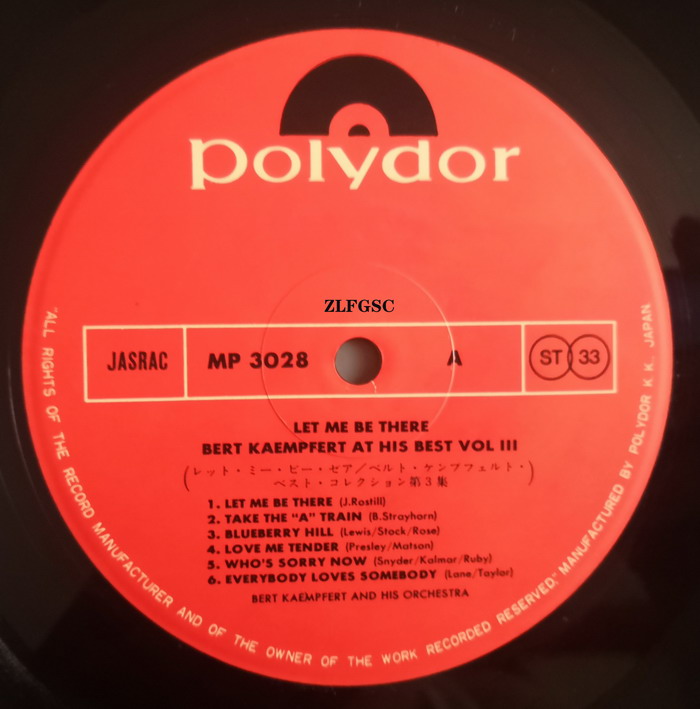 polydor
ZLFGSC
JASRAC
MP 3028
A
ST 33
LET ME BE THERE
BERT KAEMPFERT AT HIS BEST VOL III
(レット・ミー・ビー・ゼア/ベルト・ケンプフェルト・
ベスト・コレクション第3集)
1. LET ME BE THERE (J.Rostill)
2. TAKE THE "A" TRAIN (B.Strayharn)
3. BLUEBERRY HILL (Lewis/Stock/Rose)
4. LOVE ME TENDER (Presley/Matson)
5. WHO'S SORRY NOW (Snyder/Kalmar/Ruby)
6. EVERYBODY LOVES SOMEBODY (Lane/Taylor)
BERT KAEMPFERT AND HIS ORCHESTRA
"ALL RIGHTS OF THE RECORD MANUFACTURER AND OF THE OWNER OF THE WORK RECORDED RESERVED." MANUFACTURED BY POLYDOR K. K. JAPAN